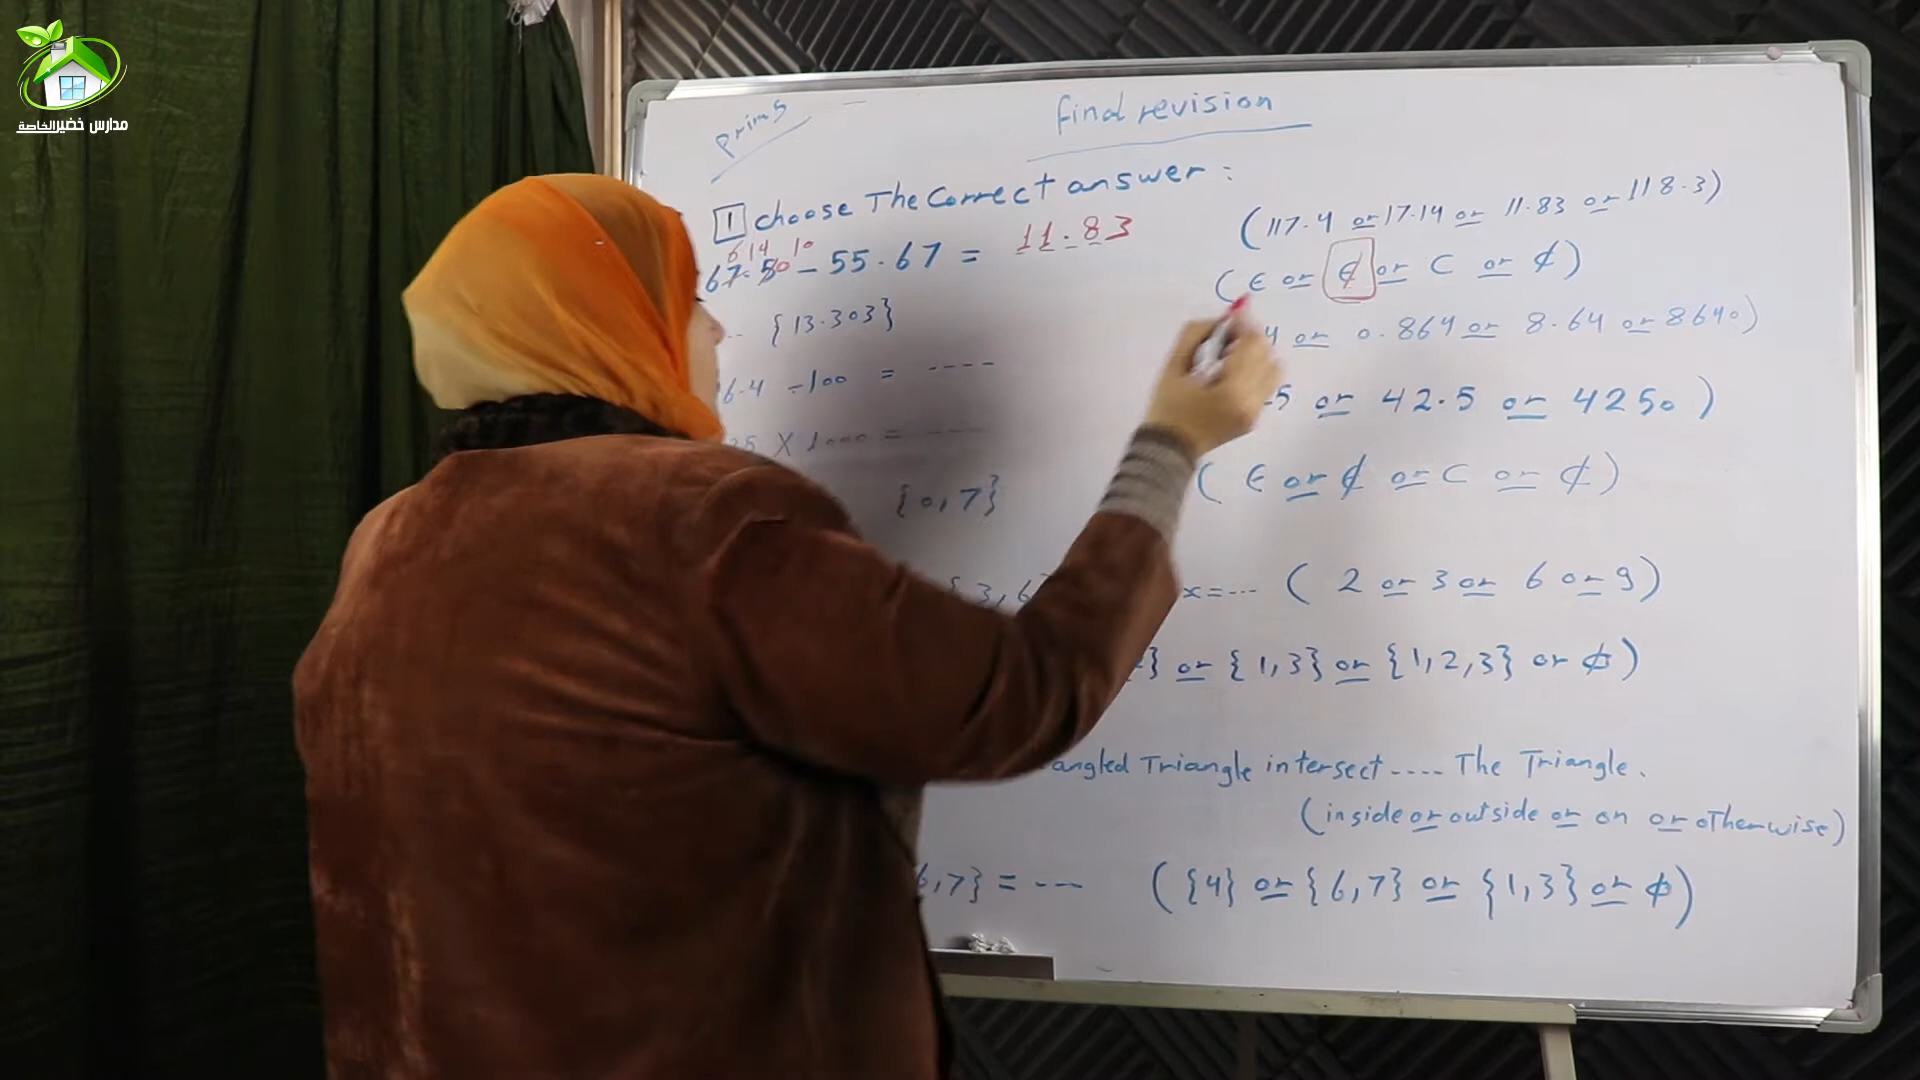 مدارس خضير الخاصة
prim 5
final revision
1 choose The Correct answer :
67.50 - 55.67 = 11.83 (117.4 or 17.14 or 11.83 or 118.3)
6 14 10
-- {13.303} (∈ or ∉ or ⊂ or ⊄)
6.4 ÷100 = ---- 4 or 0.864 or 8.64 or 8640)
X 1000 = ---- .5 or 42.5 or 4250)
{0,7} (∈ or ∉ or ⊂ or ⊄)
{3,6 x=--- (2 or 3 or 6 or 9)
} or {1,3} or {1,2,3} or ϕ)
angled Triangle intersect ---- The Triangle.
(inside or outside or on or otherwise)
6,7} = --- ({4} or {6,7} or {1,3} or ϕ)